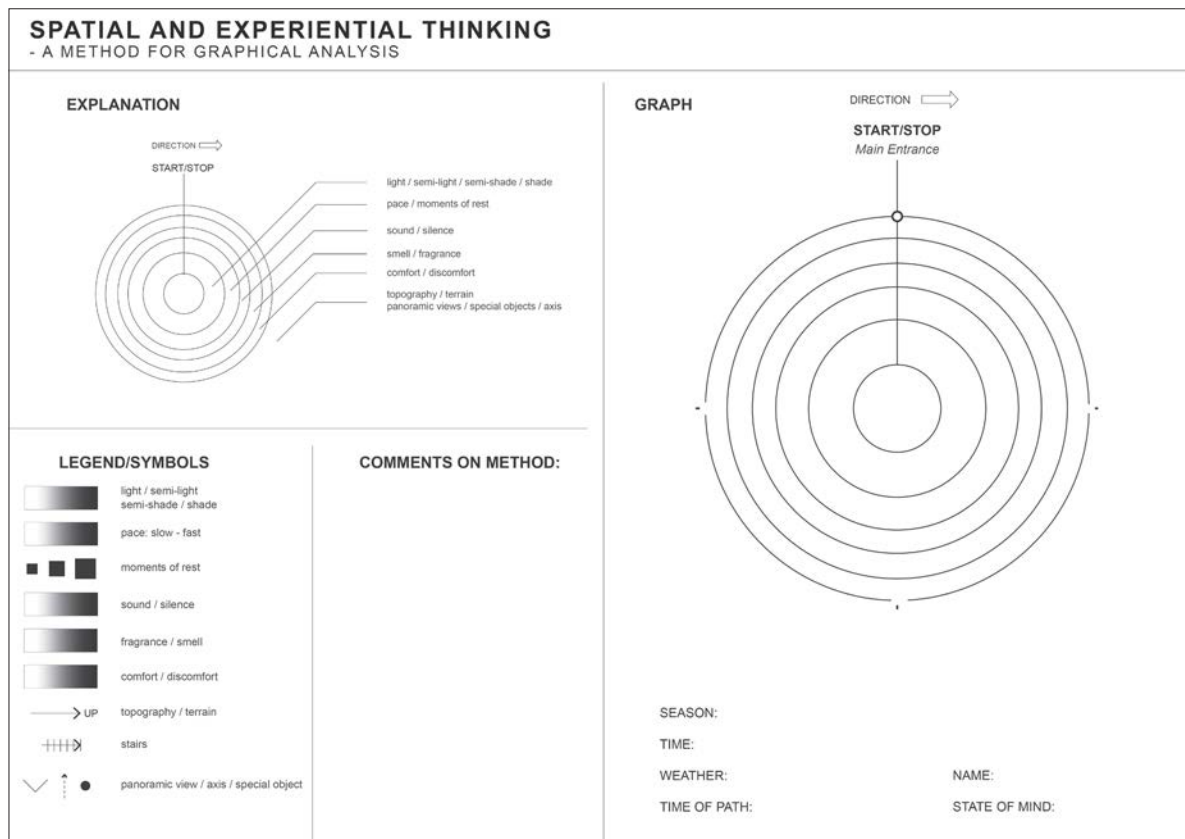 SPATIAL AND EXPERIENTIAL THINKING
- A METHOD FOR GRAPHICAL ANALYSIS
EXPLANATION
DIRECTION
START/STOP
light / semi-light / semi-shade / shade
pace / moments of rest
sound / silence
smell / fragrance
comfort / discomfort
topography / terrain
panoramic views / special objects / axis
LEGEND/SYMBOLS
light / semi-light
semi-shade / shade
pace: slow - fast
moments of rest
sound / silence
fragrance / smell
comfort / discomfort
UP topography / terrain
stairs
panoramic view / axis / special object
COMMENTS ON METHOD:
GRAPH
DIRECTION
START/STOP
Main Entrance
SEASON:
TIME:
WEATHER:
NAME:
TIME OF PATH:
STATE OF MIND: